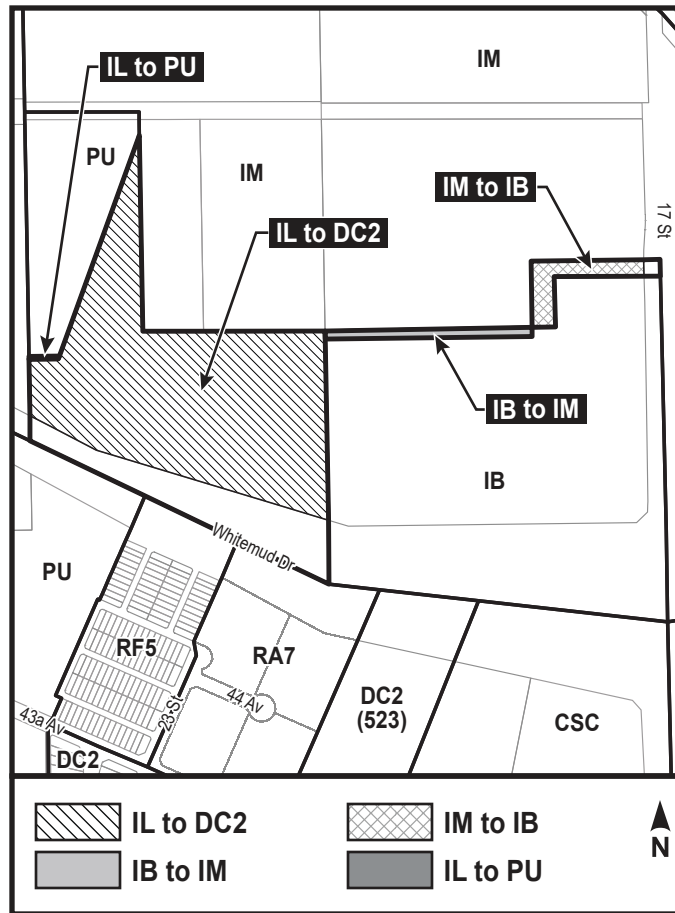 IM
IL to PU
PU
IM
IM to IB
17 St
IL to DC2
IB to IM
IB
Whitemud Dr
PU
RF5
RA7
44 Av
DC2
(523)
CSC
23 St
43a Av
DC2
IL to DC2
IM to IB
IB to IM
IL to PU
N